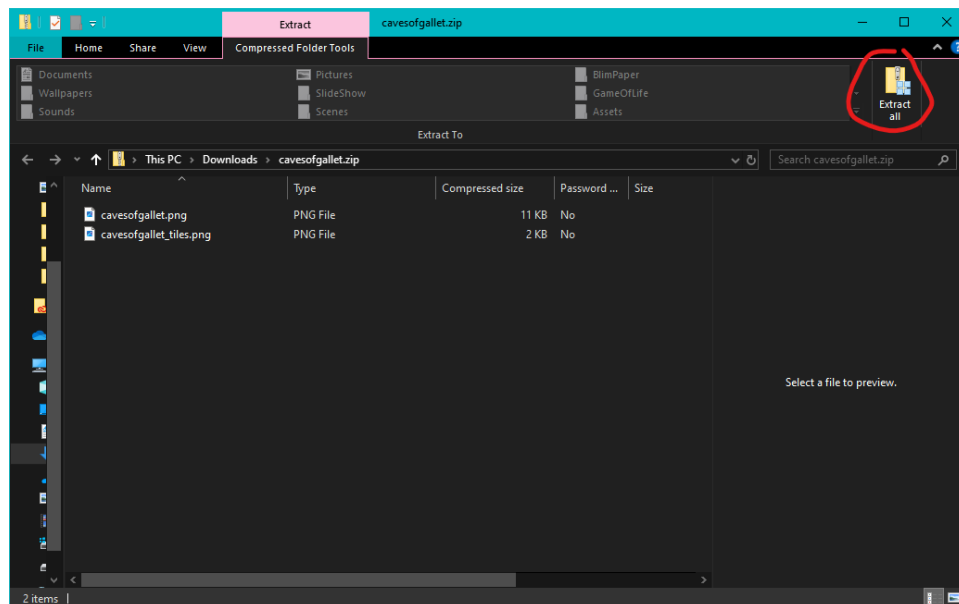 Extract cavesofgallet.zip
File Home Share View Compressed Folder Tools
Documents Pictures BlimPaper
Wallpapers SlideShow GameOfLife
Sounds Scenes Assets
Extract
all
Extract To
This PC > Downloads > cavesofgallet.zip Search cavesofgallet.zip
Name Type Compressed size Password ... Size
cavesofgallet.png PNG File 11 KB No
cavesofgallet_tiles.png PNG File 2 KB No
Select a file to preview.
2 items